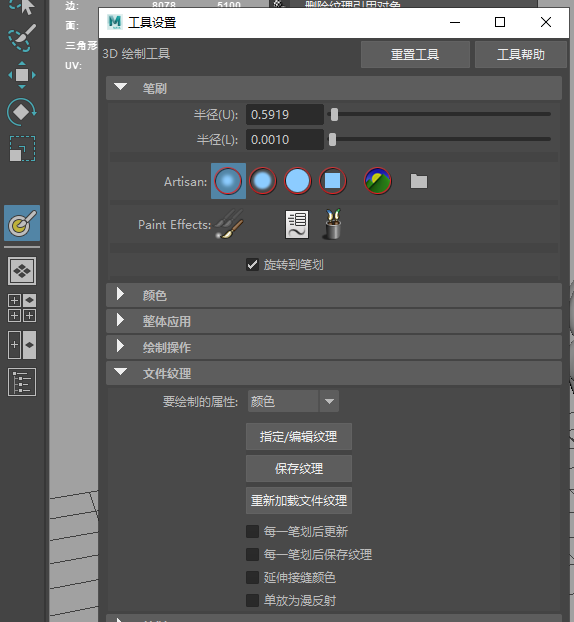 边: 8078 5100 删除纹理引用对象
面:
三角形
UV:
工具设置
3D 绘制工具 重置工具 工具帮助
笔刷
半径(U): 0.5919
半径(L): 0.0010
Artisan:
Paint Effects:
旋转到笔划
颜色
整体应用
绘制操作
文件纹理
要绘制的属性: 颜色
指定/编辑纹理
保存纹理
重新加载文件纹理
每一笔划后更新
每一笔划后保存纹理
延伸接缝颜色
单放为漫反射